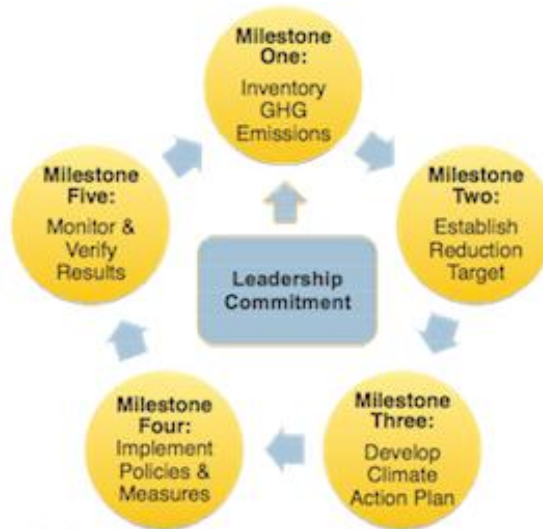 Milestone
One:
Inventory
GHG
Emissions
Milestone
Two:
Establish
Reduction
Target
Milestone
Three:
Develop
Climate
Action Plan
Milestone
Four:
Implement
Policies &
Measures
Milestone
Five:
Monitor &
Verify
Results
Leadership
Commitment